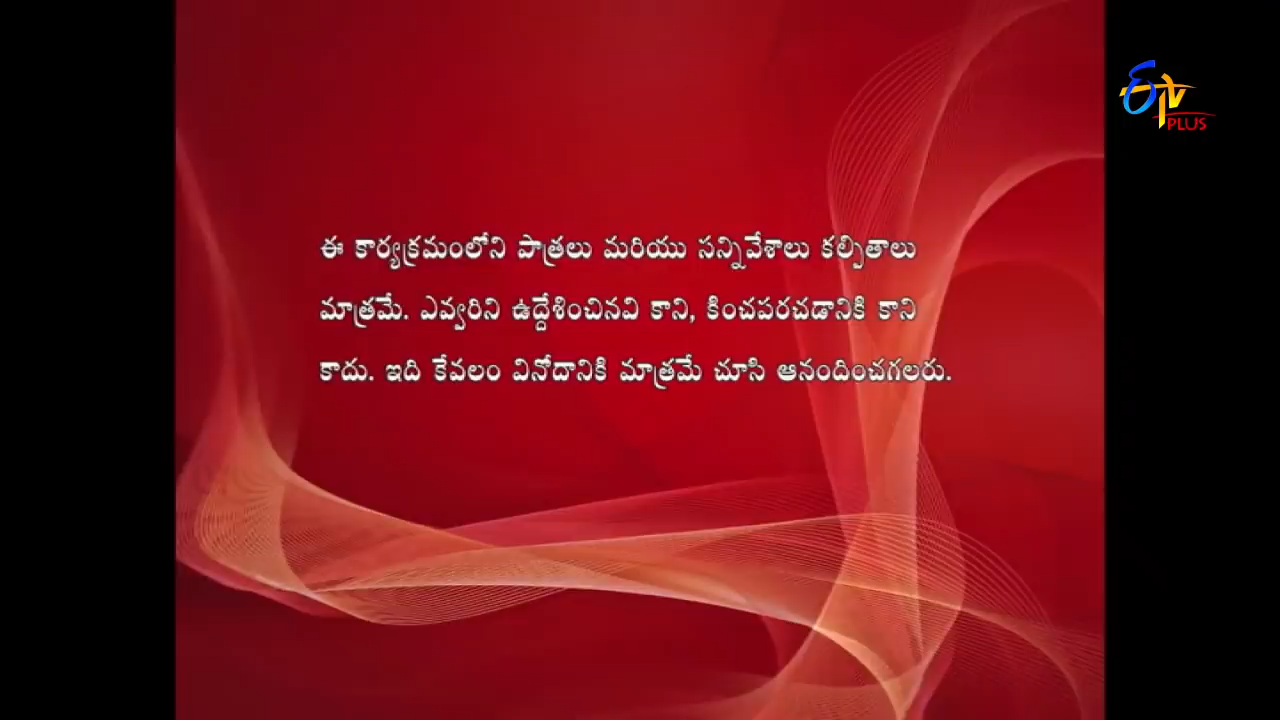 ఈ కార్యక్రమంలోని పాత్రలు మరియు సన్నివేశాలు కల్పితాలు
మాత్రమే. ఎవ్వరిని ఉద్దేశించినవి కాని, కించపరచడానికి కాని
కాదు. ఇది కేవలం వినోదానికి మాత్రమే చూసి ఆనందించగలరు.
ETV
PLUS